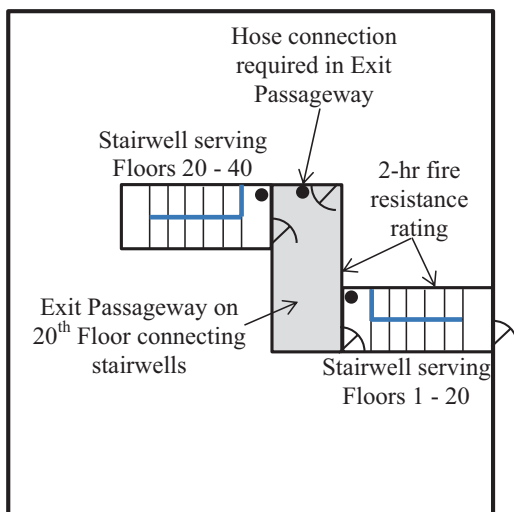 Hose connection
required in Exit
Passageway
Stairwell serving
Floors 20 - 40
2-hr fire
resistance
rating
Exit Passageway on
20th Floor connecting
stairwells
Stairwell serving
Floors 1 - 20